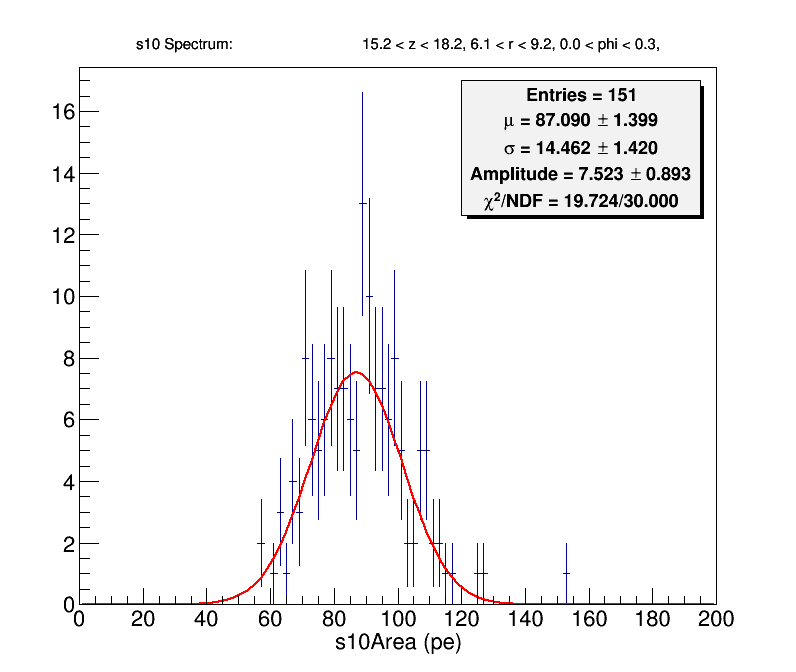 s10 Spectrum: 15.2 < z < 18.2, 6.1 < r < 9.2, 0.0 < phi < 0.3,
Entries = 151
μ = 87.090 ± 1.399
σ = 14.462 ± 1.420
Amplitude = 7.523 ± 0.893
χ²/NDF = 19.724/30.000
16
14
12
10
8
6
4
2
0
0 20 40 60 80 100 120 140 160 180 200
s10Area (pe)